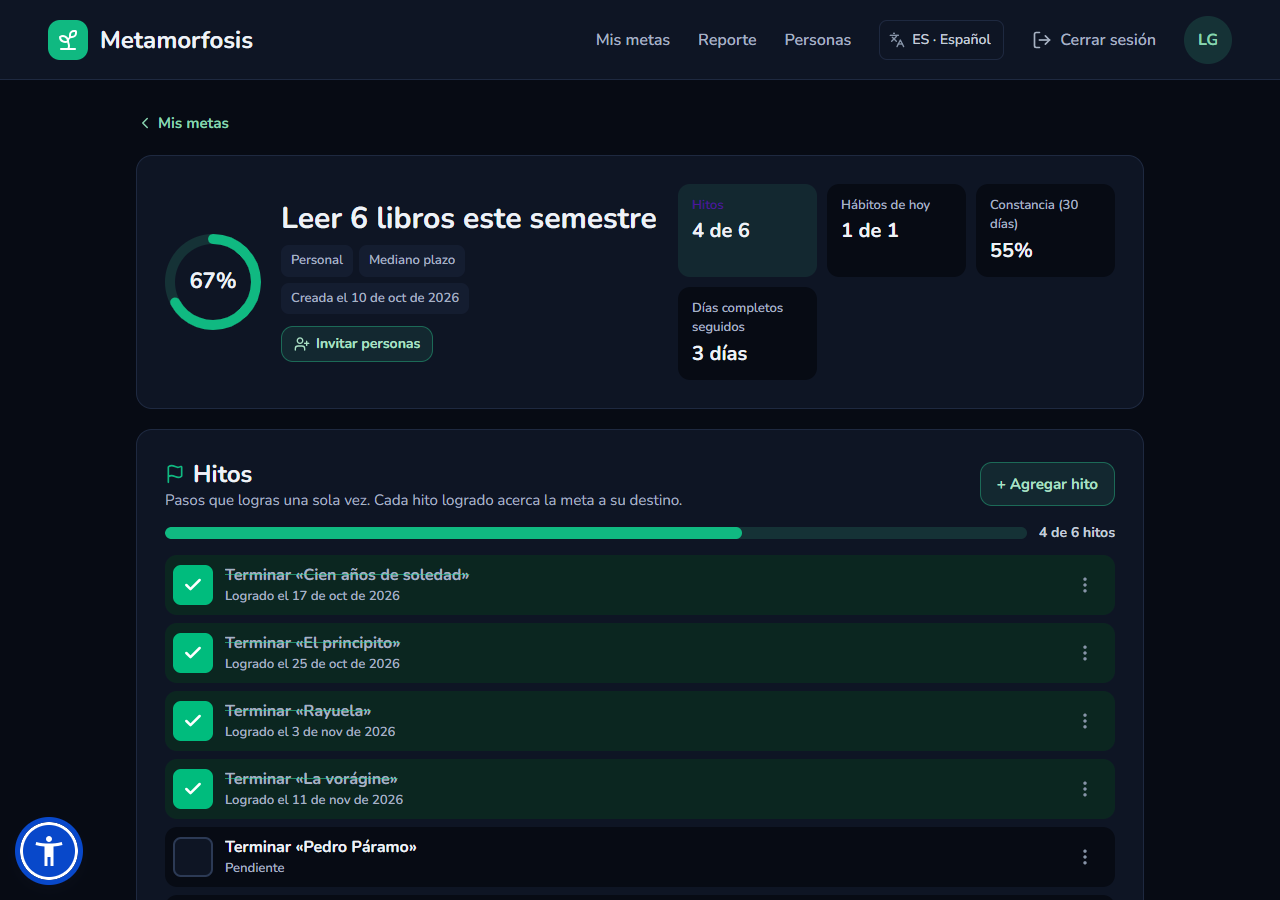 Metamorfosis
Mis metas
Reporte
Personas
ES · Español
Cerrar sesión
LG
Mis metas
67%
Leer 6 libros este semestre
Personal
Mediano plazo
Creada el 10 de oct de 2026
Invitar personas
Hitos
4 de 6
Hábitos de hoy
1 de 1
Constancia (30
días)
55%
Días completos
seguidos
3 días
Hitos
Pasos que logras una sola vez. Cada hito logrado acerca la meta a su destino.
+ Agregar hito
4 de 6 hitos
Terminar «Cien años de soledad»
Logrado el 17 de oct de 2026
Terminar «El principito»
Logrado el 25 de oct de 2026
Terminar «Rayuela»
Logrado el 3 de nov de 2026
Terminar «La vorágine»
Logrado el 11 de nov de 2026
Terminar «Pedro Páramo»
Pendiente